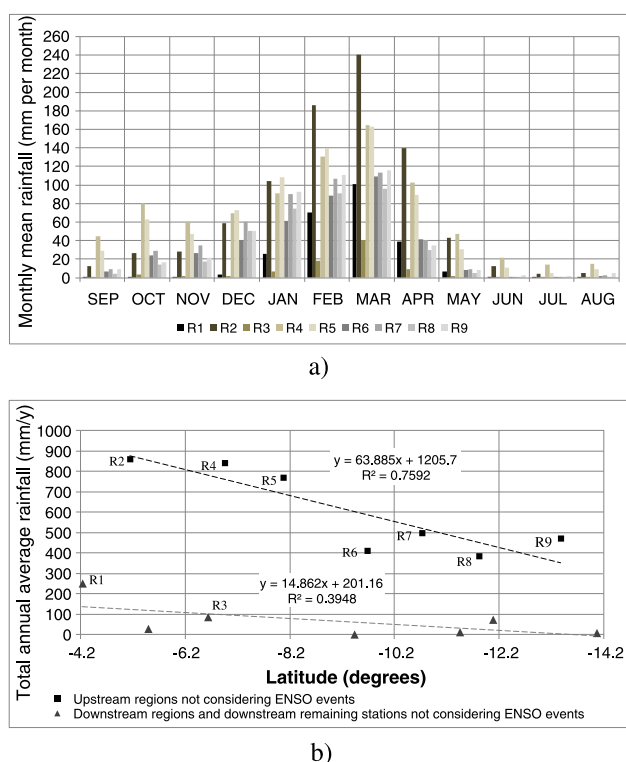 Monthly mean rainfall (mm per month)
260
240
220
200
180
160
140
120
100
80
60
40
20
0
SEP OCT NOV DEC JAN FEB MAR APR MAY JUN JUL AUG
R1 R2 R3 R4 R5 R6 R7 R8 R9
a)
Total annual average rainfall (mm/y)
1000
900
800
700
600
500
400
300
200
100
0
R2
R4
R5
y = 63.885x + 1205.7
R² = 0.7592
R6
R7
R8
R9
R1
R3
y = 14.862x + 201.16
R² = 0.3948
-4.2 -6.2 -8.2 -10.2 -12.2 -14.2
Latitude (degrees)
Upstream regions not considering ENSO events
Downstream regions and downstream remaining stations not considering ENSO events
b)